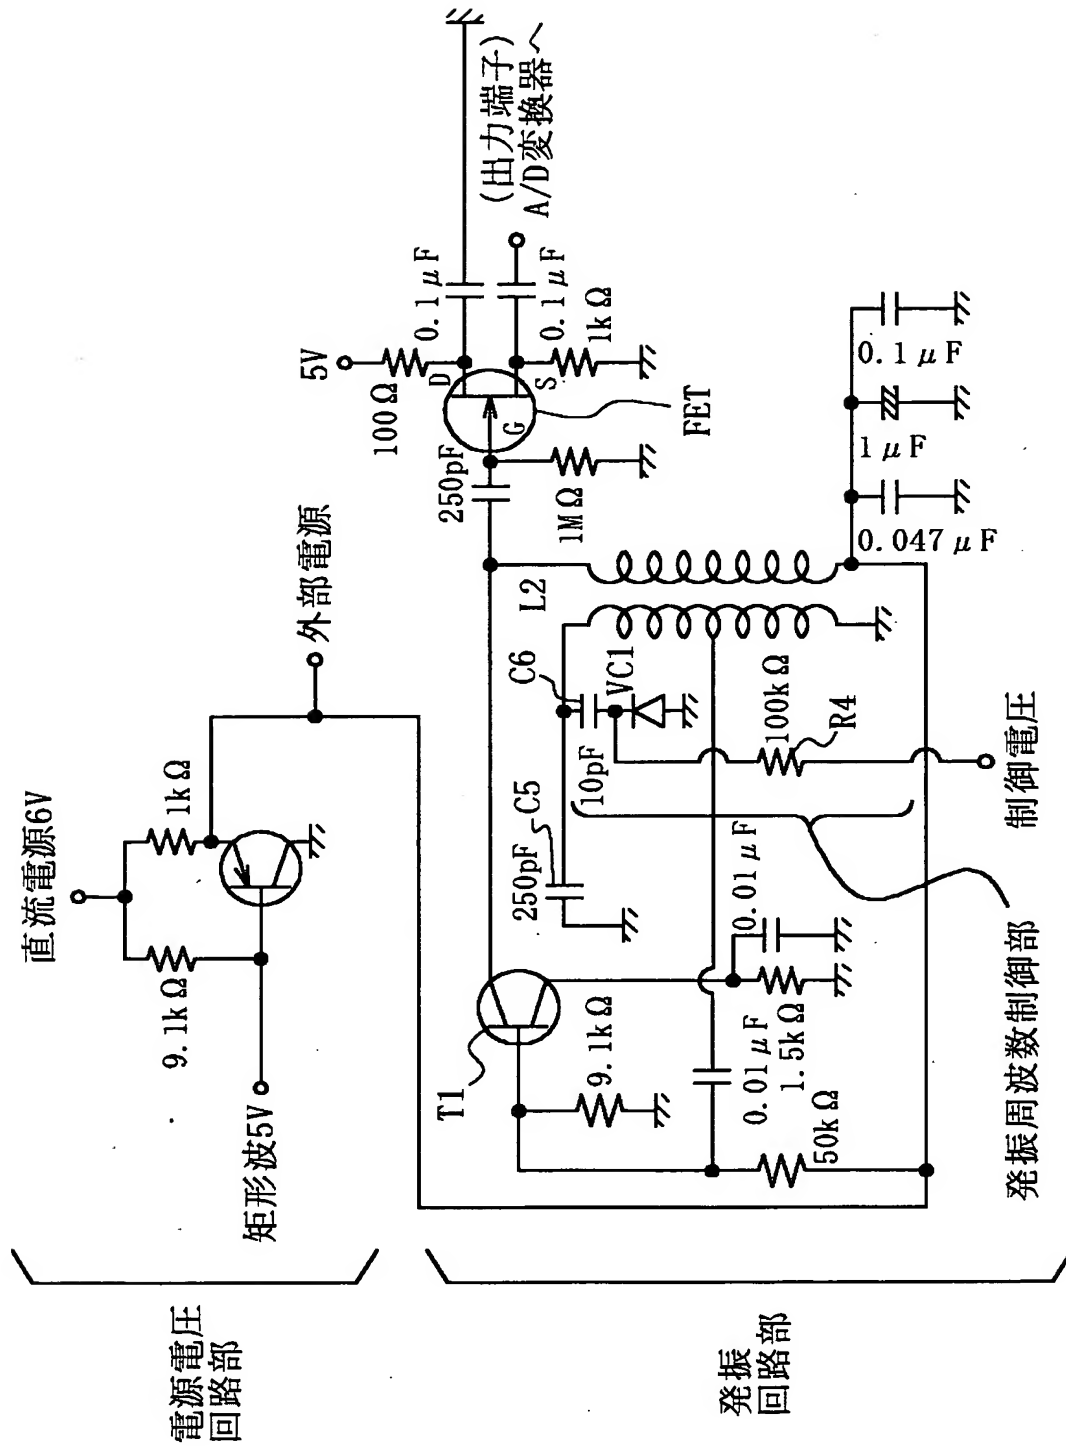 電源電圧
回路部
直流電源6V
9.1kΩ
1kΩ
矩形波5V
外部電源
発振
回路部
T1
9.1kΩ
50kΩ
0.01μF
1.5kΩ
0.01μF
250pF
C5
C6
10pF
VC1
L2
100kΩ
R4
制御電圧
発振周波数制御部
250pF
1MΩ
G
D
S
FET
5V
100Ω
0.1μF
0.1μF
1kΩ
(出力端子)
A/D変換器へ
0.047μF
1μF
0.1μF